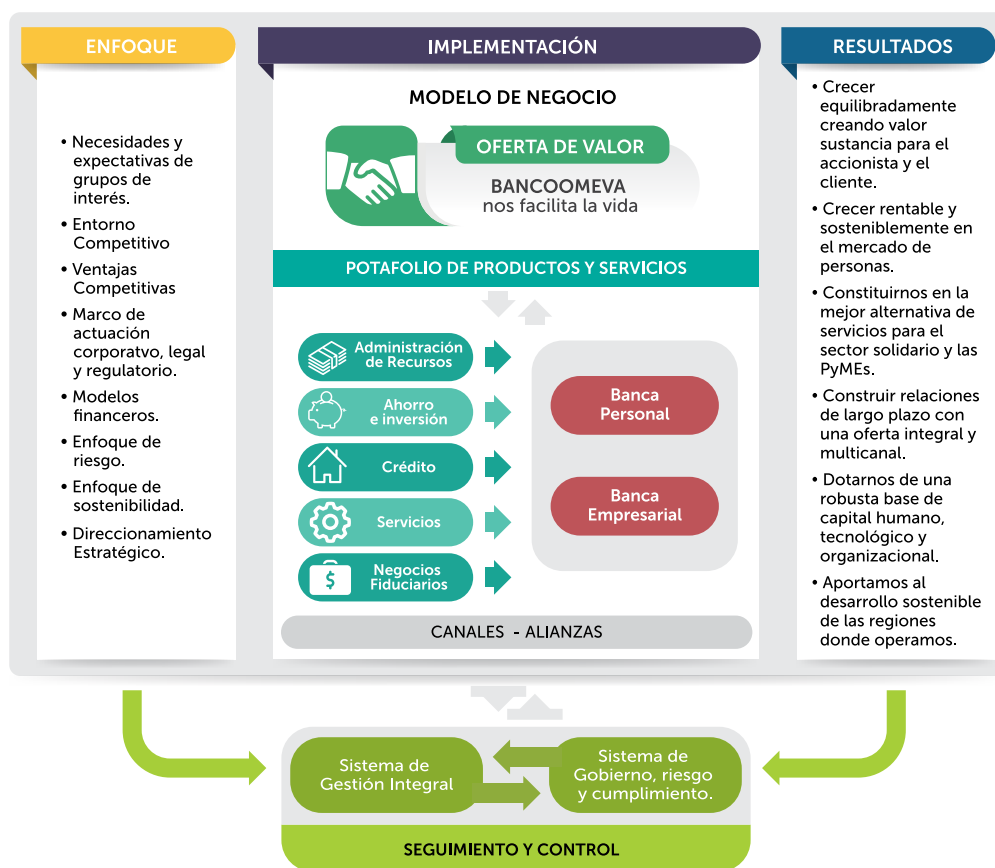 ENFOQUE
• Necesidades y
expectativas de
grupos de
interés.
• Entorno
Competitivo
• Ventajas
Competitivas
• Marco de
actuación
corporatvo, legal
y regulatorio.
• Modelos
financieros.
• Enfoque de
riesgo.
• Enfoque de
sostenibilidad.
• Direccionamiento
Estratégico.
IMPLEMENTACIÓN
MODELO DE NEGOCIO
OFERTA DE VALOR
BANCOOMEVA
nos facilita la vida
POTAFOLIO DE PRODUCTOS Y SERVICIOS
Administración
de Recursos
Ahorro
e inversión
Crédito
Servicios
$
Negocios
Fiduciarios
Banca
Personal
Banca
Empresarial
CANALES - ALIANZAS
RESULTADOS
• Crecer
equilibradamente
creando valor
sustancia para el
accionista y el
cliente.
• Crecer rentable y
sosteniblemente en
el mercado de
personas.
• Constituirnos en la
mejor alternativa de
servicios para el
sector solidario y las
PyMEs.
• Construir relaciones
de largo plazo con
una oferta integral y
multicanal.
• Dotarnos de una
robusta base de
capital humano,
tecnológico y
organizacional.
• Aportamos al
desarrollo sostenible
de las regiones
donde operamos.
Sistema de
Gestión Integral
Sistema de
Gobierno, riesgo
y cumplimiento.
SEGUIMIENTO Y CONTROL